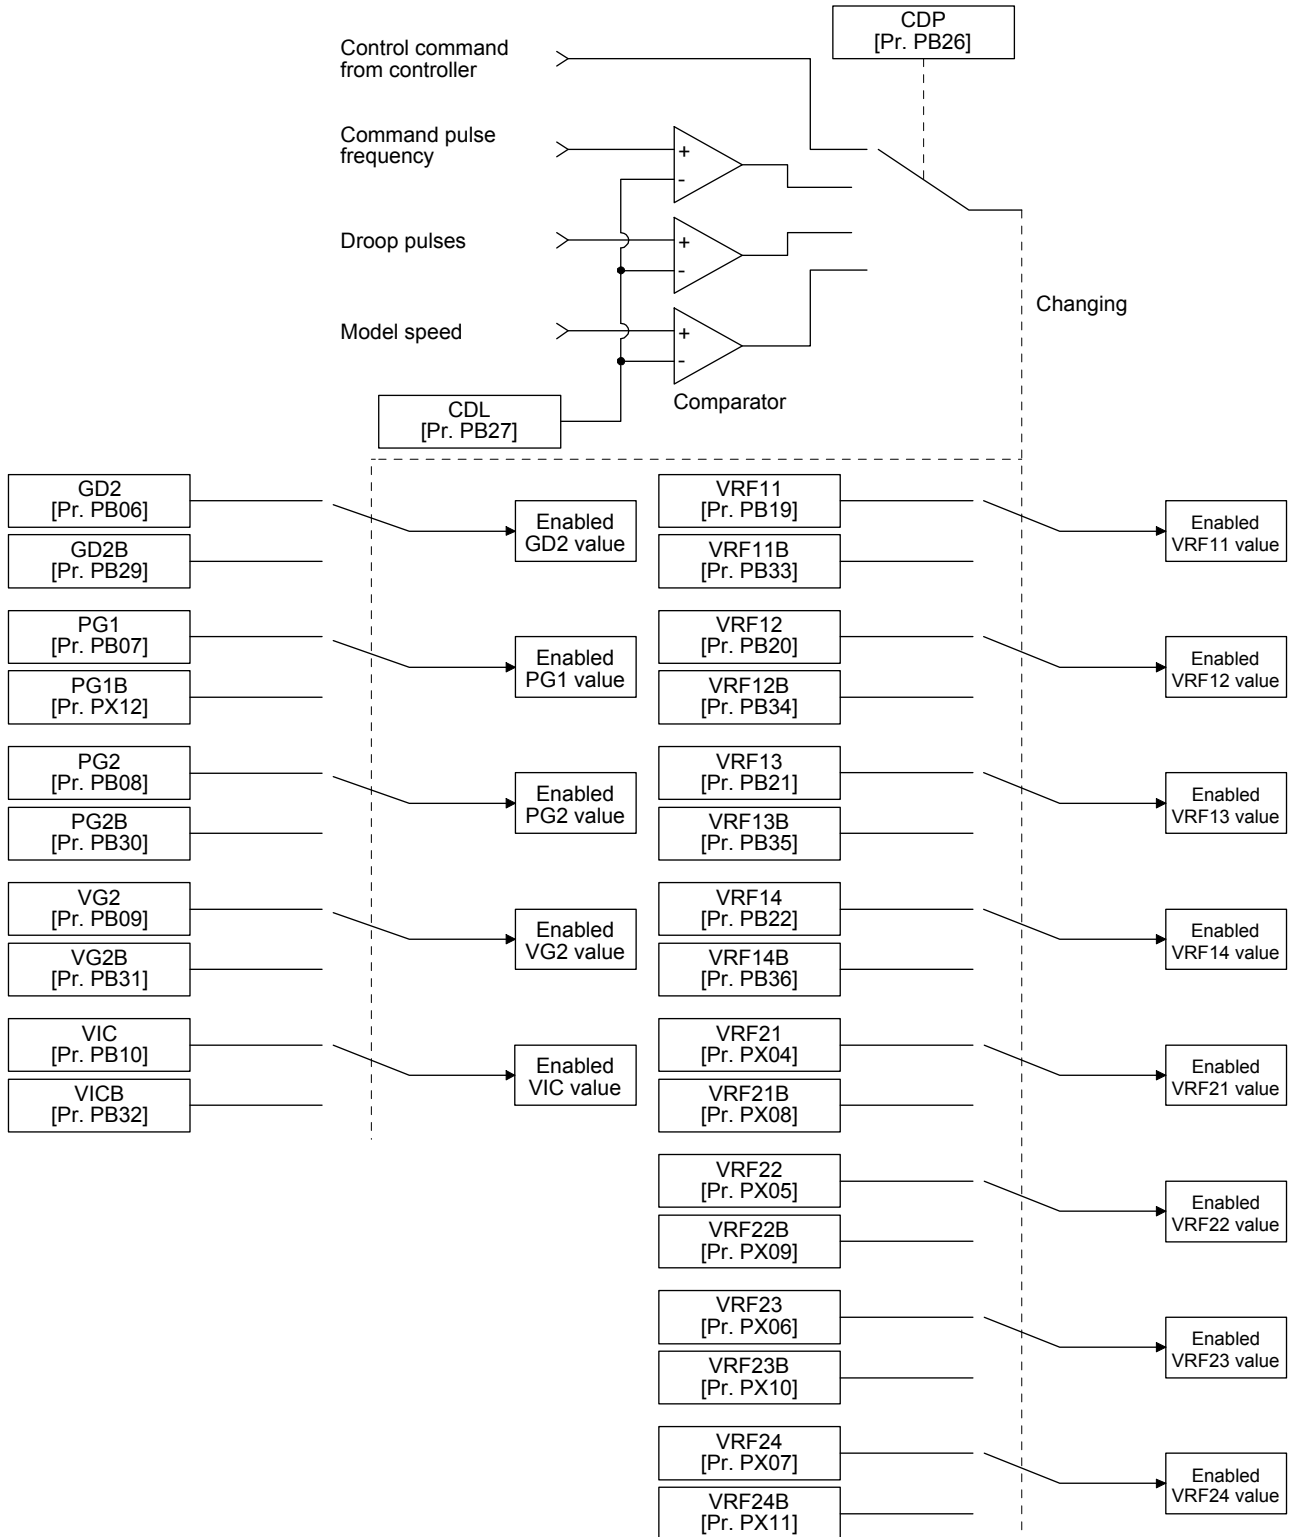 CDP
[Pr. PB26]
Control command
from controller
Command pulse
frequency
+
-
Droop pulses
+
-
Changing
Model speed
+
-
Comparator
CDL
[Pr. PB27]
GD2
[Pr. PB06]
GD2B
[Pr. PB29]
Enabled
GD2 value
PG1
[Pr. PB07]
PG1B
[Pr. PX12]
Enabled
PG1 value
PG2
[Pr. PB08]
PG2B
[Pr. PB30]
Enabled
PG2 value
VG2
[Pr. PB09]
VG2B
[Pr. PB31]
Enabled
VG2 value
VIC
[Pr. PB10]
VICB
[Pr. PB32]
Enabled
VIC value
VRF11
[Pr. PB19]
VRF11B
[Pr. PB33]
Enabled
VRF11 value
VRF12
[Pr. PB20]
VRF12B
[Pr. PB34]
Enabled
VRF12 value
VRF13
[Pr. PB21]
VRF13B
[Pr. PB35]
Enabled
VRF13 value
VRF14
[Pr. PB22]
VRF14B
[Pr. PB36]
Enabled
VRF14 value
VRF21
[Pr. PX04]
VRF21B
[Pr. PX08]
Enabled
VRF21 value
VRF22
[Pr. PX05]
VRF22B
[Pr. PX09]
Enabled
VRF22 value
VRF23
[Pr. PX06]
VRF23B
[Pr. PX10]
Enabled
VRF23 value
VRF24
[Pr. PX07]
VRF24B
[Pr. PX11]
Enabled
VRF24 value